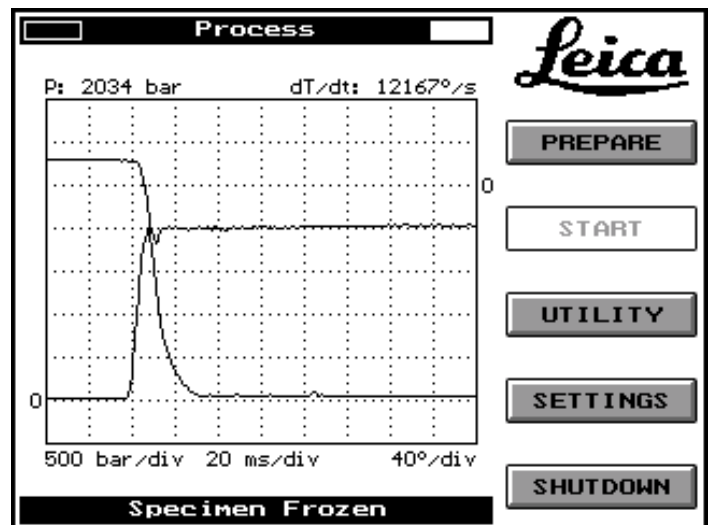 Process
Leica
P: 2034 bar dT/dt: 12167°/s
PREPARE
0
START
UTILITY
0
SETTINGS
500 bar/div 20 ms/div 40°/div
SHUTDOWN
Specimen Frozen